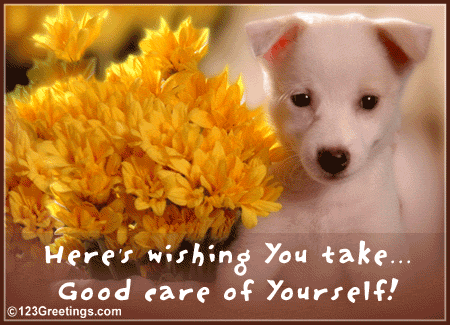 Here's wishing You take...
Good care of Yourself!
©123Greetings.com